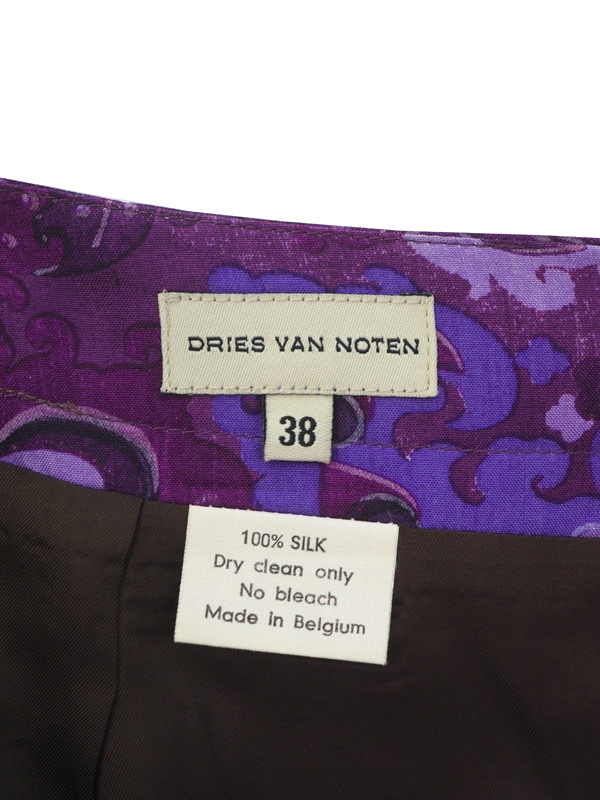 DRIES VAN NOTEN
38
100% SILK
Dry clean only
No bleach
Made in Belgium